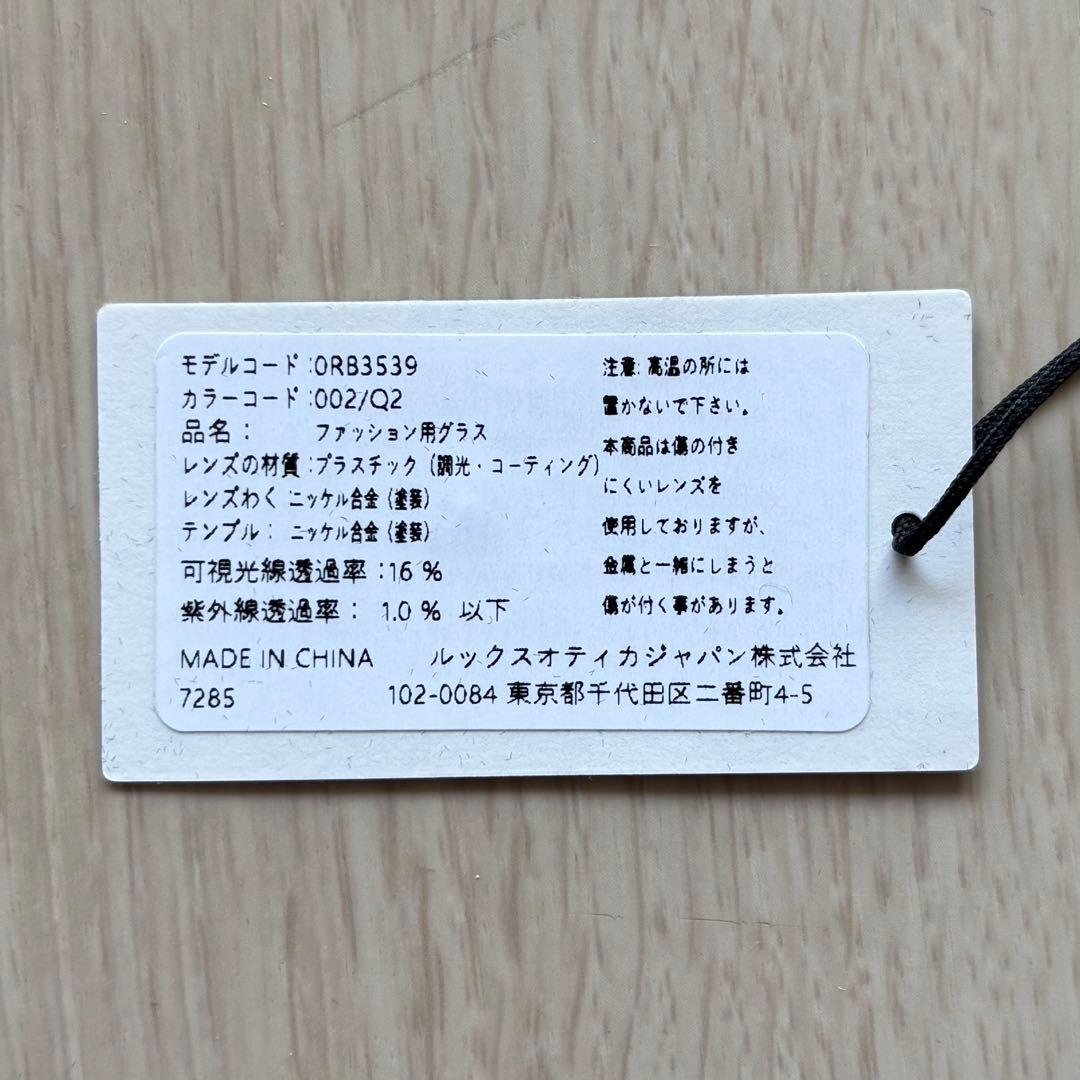 モデルコード:0RB3539
カラーコード:002/Q2
品名: ファッション用グラス
レンズの材質:プラスチック(調光・コーティング)
レンズわく ニッケル合金(塗装)
テンプル: ニッケル合金(塗装)
可視光線透過率:16%
紫外線透過率: 1.0% 以下
注意:高温の所には
置かないで下さい。
本商品は傷の付き
にくいレンズを
使用しておりますが、
金属と一緒にしまうと
傷が付く事があります。
MADE IN CHINA ルックスオティカジャパン株式会社
7285 102-0084 東京都千代田区二番町4-5